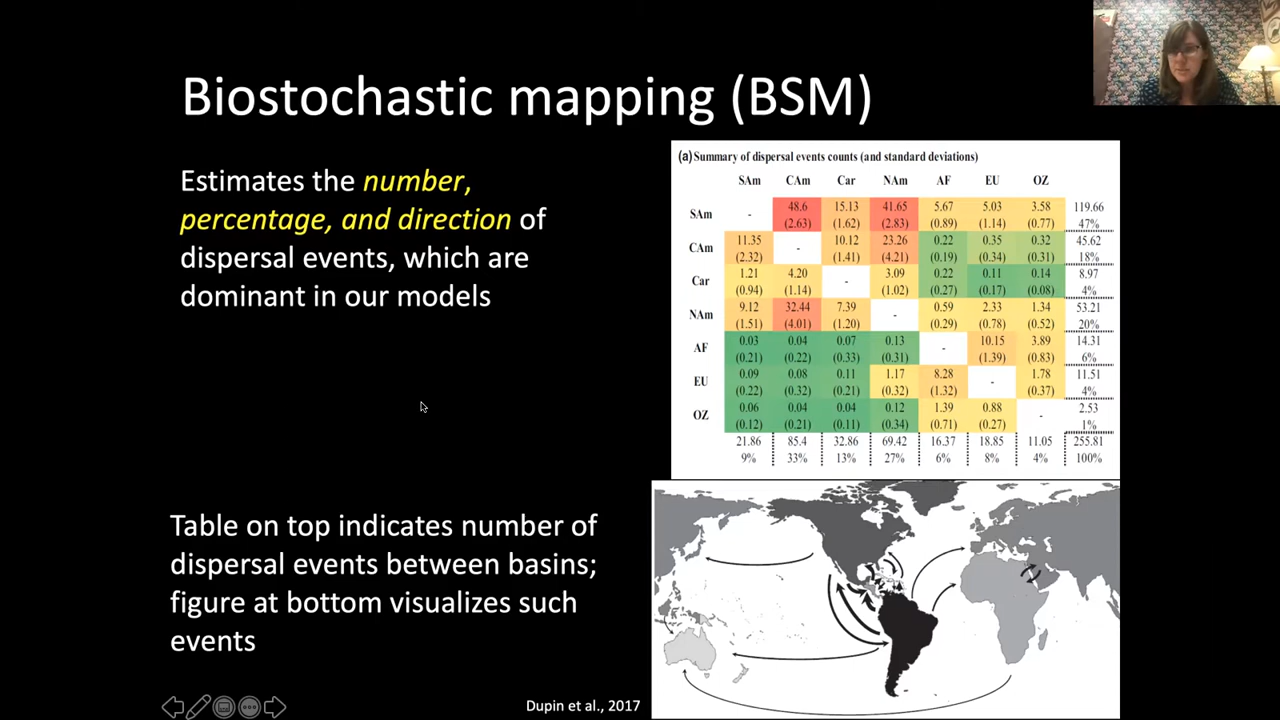 Biostochastic mapping (BSM)
Estimates the number,
percentage, and direction of
dispersal events, which are
dominant in our models
Table on top indicates number of
dispersal events between basins;
figure at bottom visualizes such
events
(a) Summary of dispersal events counts (and standard deviations)
SAm CAm Car NAm AF EU OZ
SAm - 48.6 15.13 41.65 5.67 5.03 3.58 119.66
(2.63) (1.62) (2.83) (0.89) (1.14) (0.77) 47%
CAm 11.35 - 10.12 23.26 0.22 0.35 0.32 45.62
(2.32) (1.41) (4.21) (0.19) (0.34) (0.31) 18%
Car 1.21 4.20 - 3.09 0.22 0.11 0.14 8.97
(0.94) (1.14) (1.02) (0.27) (0.17) (0.08) 4%
NAm 9.12 32.44 7.39 - 0.59 2.33 1.34 53.21
(1.51) (4.01) (1.20) (0.29) (0.78) (0.52) 20%
AF 0.03 0.04 0.07 0.13 - 10.15 3.89 14.31
(0.21) (0.22) (0.33) (0.31) (1.39) (0.83) 6%
EU 0.09 0.08 0.11 1.17 8.28 - 1.78 11.51
(0.22) (0.32) (0.21) (0.32) (1.32) (0.37) 4%
OZ 0.06 0.04 0.04 0.12 1.39 0.88 - 2.53
(0.12) (0.21) (0.11) (0.34) (0.71) (0.27) 1%
21.86 85.4 32.86 69.42 16.37 18.85 11.05 255.81
9% 33% 13% 27% 6% 8% 4% 100%
Dupin et al., 2017